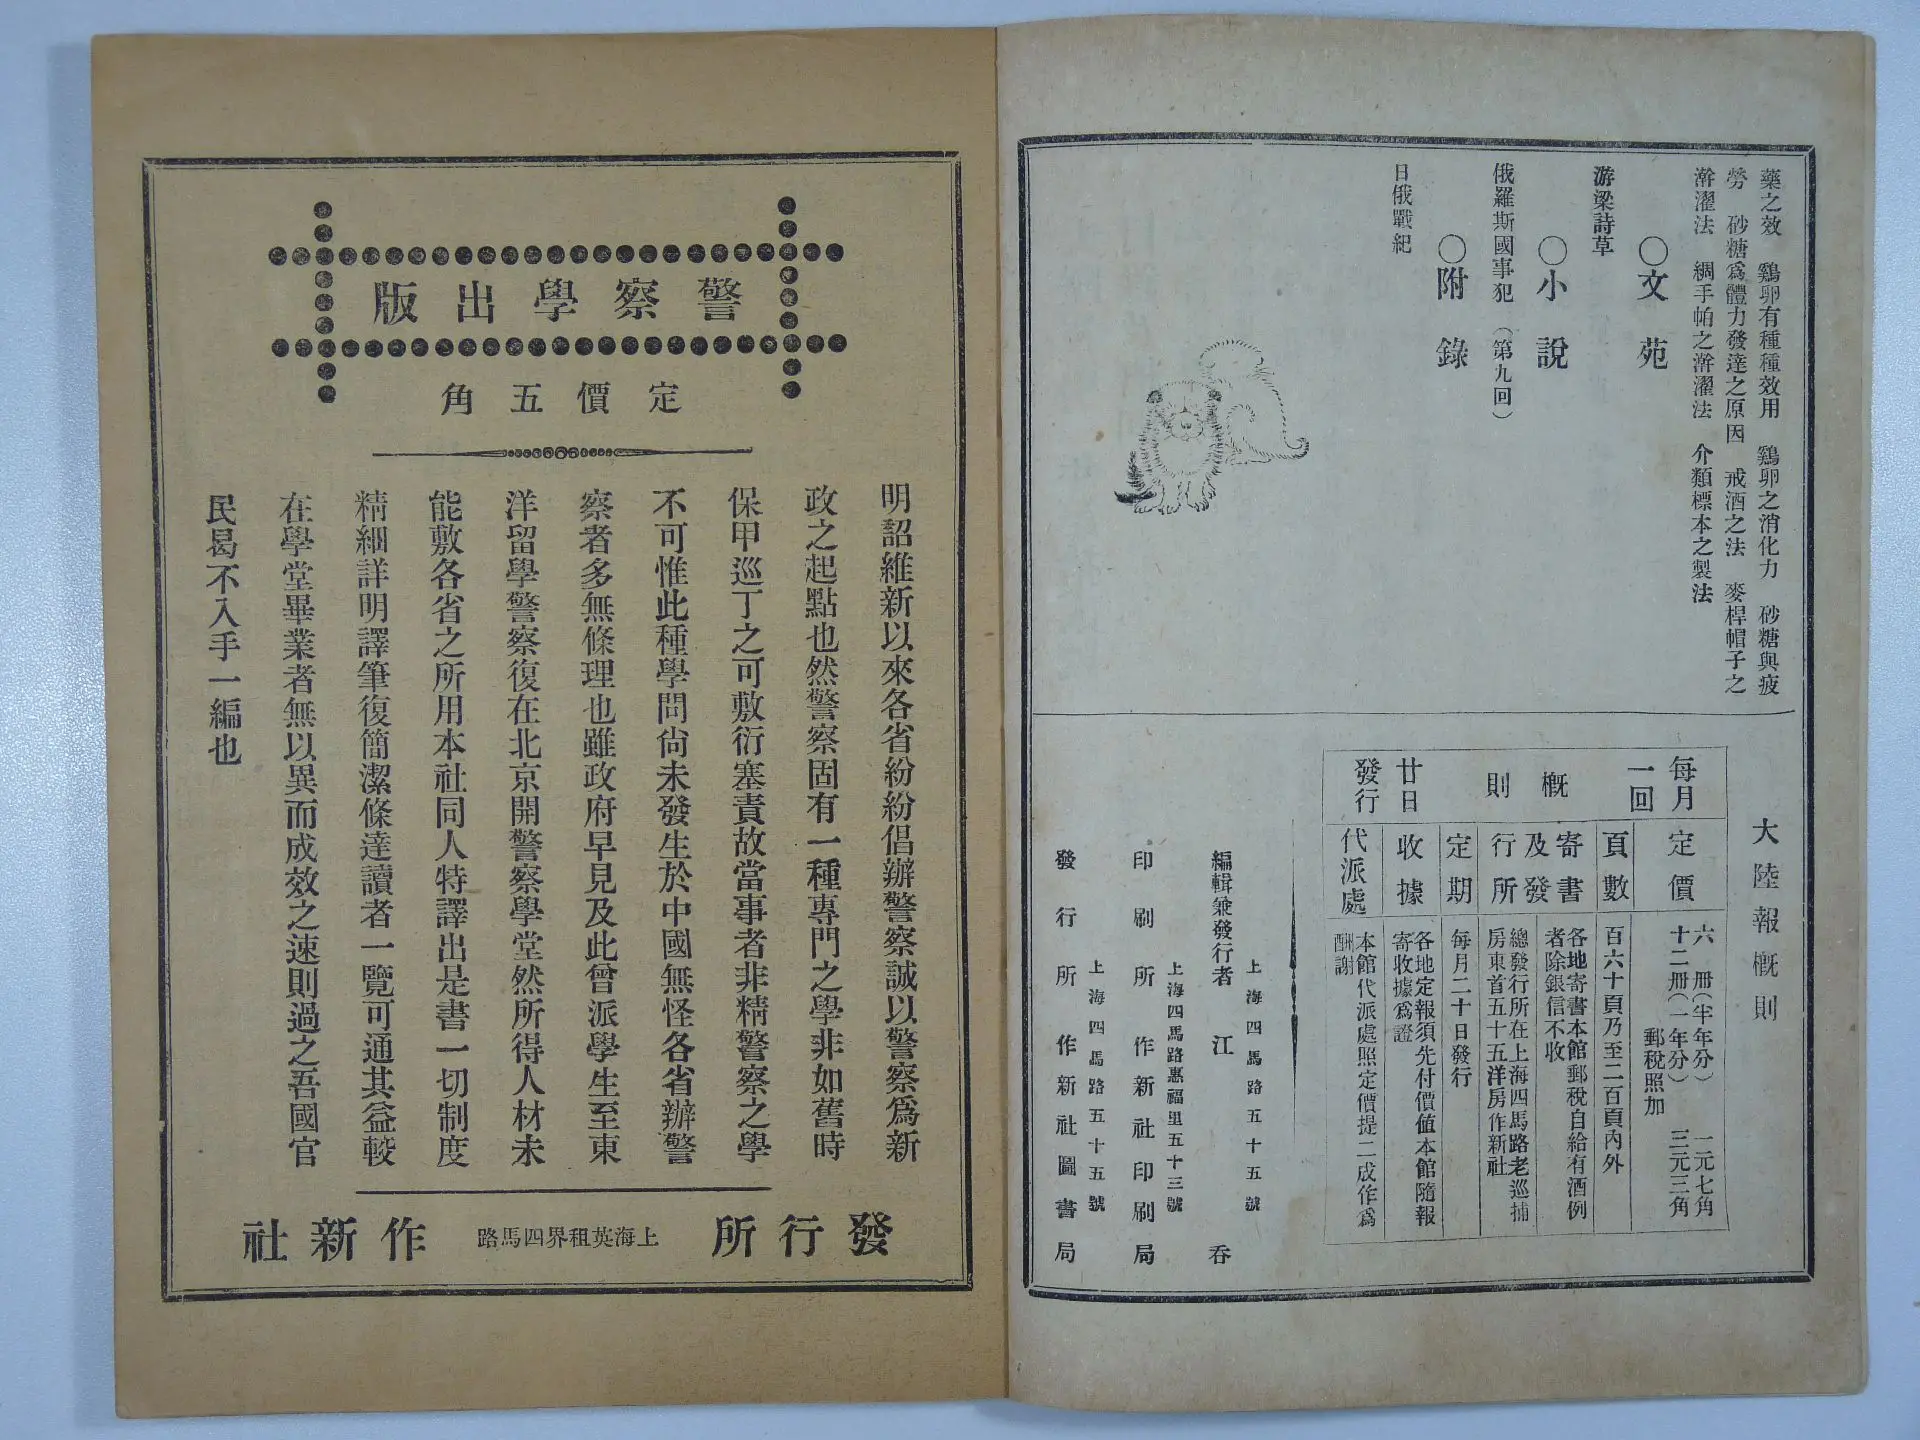 藥之效　鷄卵有種種效用　鷄卵之消化力　砂糖與疲
勞　砂糖爲體力發達之原因　戒酒之法　麥桿帽子之
澣濯法　綢手帕之澣濯法　介類標本之製法
〇文苑
游梁詩草
〇小說
俄羅斯國事犯（第九回）
〇附錄
日俄戰紀
大陸報槪則
每月一回
槪則
廿日發行
定價
六　冊（半年分）　一元七角
十二冊（一年分）　三元三角
郵稅照加
頁數
百六十頁乃至二百頁內外
寄書及發行所
各地寄書本館郵稅自給有酒例
者除銀信不收
總發行所在上海四馬路老巡捕
房東首五十五洋房作新社
定期
每月二十日發行
收據
各地定報須先付價値本館隨報
寄收據爲證
代派處
本館代派處照定價提二成作爲
酬謝
上海四馬路五十五號
編輯兼發行者　江　吞
上海四馬路惠福里五十三號
印刷所　作新社印刷局
上海四馬路五十五號
發行所　作新社圖書局
警察學出版
定價五角
明詔維新以來各省紛紛倡辦警察誠以警察爲新
政之起點也然警察固有一種專門之學非如舊時
保甲巡丁之可敷衍塞責故當事者非精警察之學
不可惟此種學問尙未發生於中國無怪各省辦警
察者多無條理也雖政府早見及此曾派學生至東
洋留學警察復在北京開警察學堂然所得人材未
能敷各省之所用本社同人特譯出是書一切制度
精細詳明譯筆復簡潔條達讀者一覽可通其益較
在學堂畢業者無以異而成效之速則過之吾國官
民曷不入手一編也
發行所　上海英租界四馬路　作新社